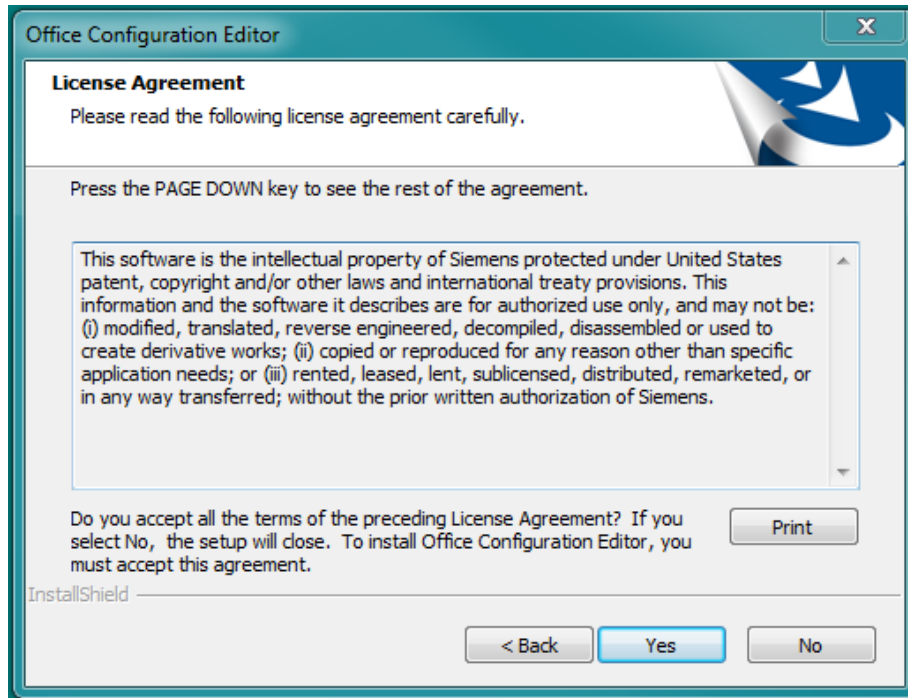 Office Configuration Editor
X
License Agreement
Please read the following license agreement carefully.
Press the PAGE DOWN key to see the rest of the agreement.
This software is the intellectual property of Siemens protected under United States
patent, copyright and/or other laws and international treaty provisions. This
information and the software it describes are for authorized use only, and may not be:
(i) modified, translated, reverse engineered, decompiled, disassembled or used to
create derivative works; (ii) copied or reproduced for any reason other than specific
application needs; or (iii) rented, leased, lent, sublicensed, distributed, remarketed, or
in any way transferred; without the prior written authorization of Siemens.
Do you accept all the terms of the preceding License Agreement?  If you
select No,  the setup will close.  To install Office Configuration Editor, you
must accept this agreement.
Print
InstallShield
< Back
Yes
No